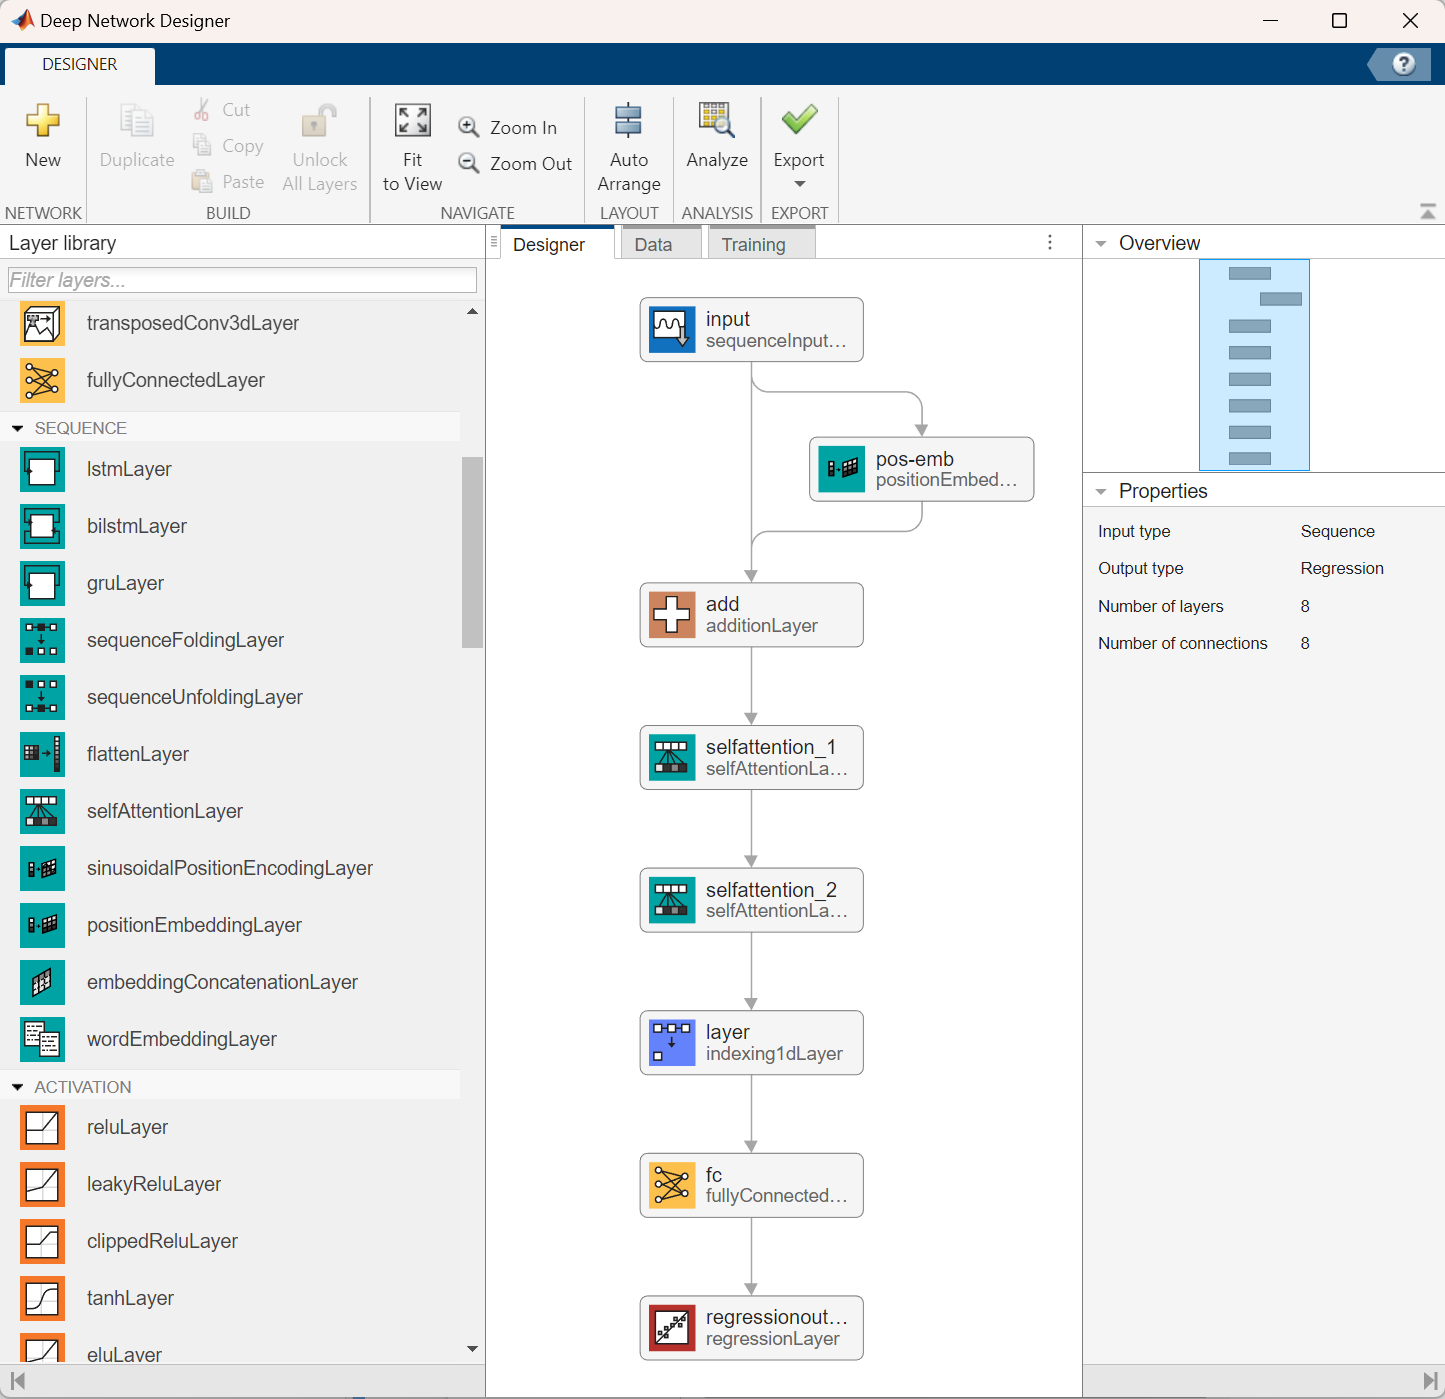 Deep Network Designer
DESIGNER
New
Duplicate
Cut
Copy
Paste
Unlock
All Layers
Fit
to View
Zoom In
Zoom Out
Auto
Arrange
Analyze
Export
NETWORK
BUILD
NAVIGATE
LAYOUT
ANALYSIS
EXPORT
Layer library
Filter layers...
transposedConv3dLayer
fullyConnectedLayer
SEQUENCE
lstmLayer
bilstmLayer
gruLayer
sequenceFoldingLayer
sequenceUnfoldingLayer
flattenLayer
selfAttentionLayer
sinusoidalPositionEncodingLayer
positionEmbeddingLayer
embeddingConcatenationLayer
wordEmbeddingLayer
ACTIVATION
reluLayer
leakyReluLayer
clippedReluLayer
tanhLayer
eluLayer
Designer
Data
Training
input
sequenceInput...
pos-emb
positionEmbed...
add
additionLayer
selfattention_1
selfAttentionLa...
selfattention_2
selfAttentionLa...
layer
indexing1dLayer
fc
fullyConnected...
regressionout...
regressionLayer
Overview
Properties
Input type Sequence
Output type Regression
Number of layers 8
Number of connections 8